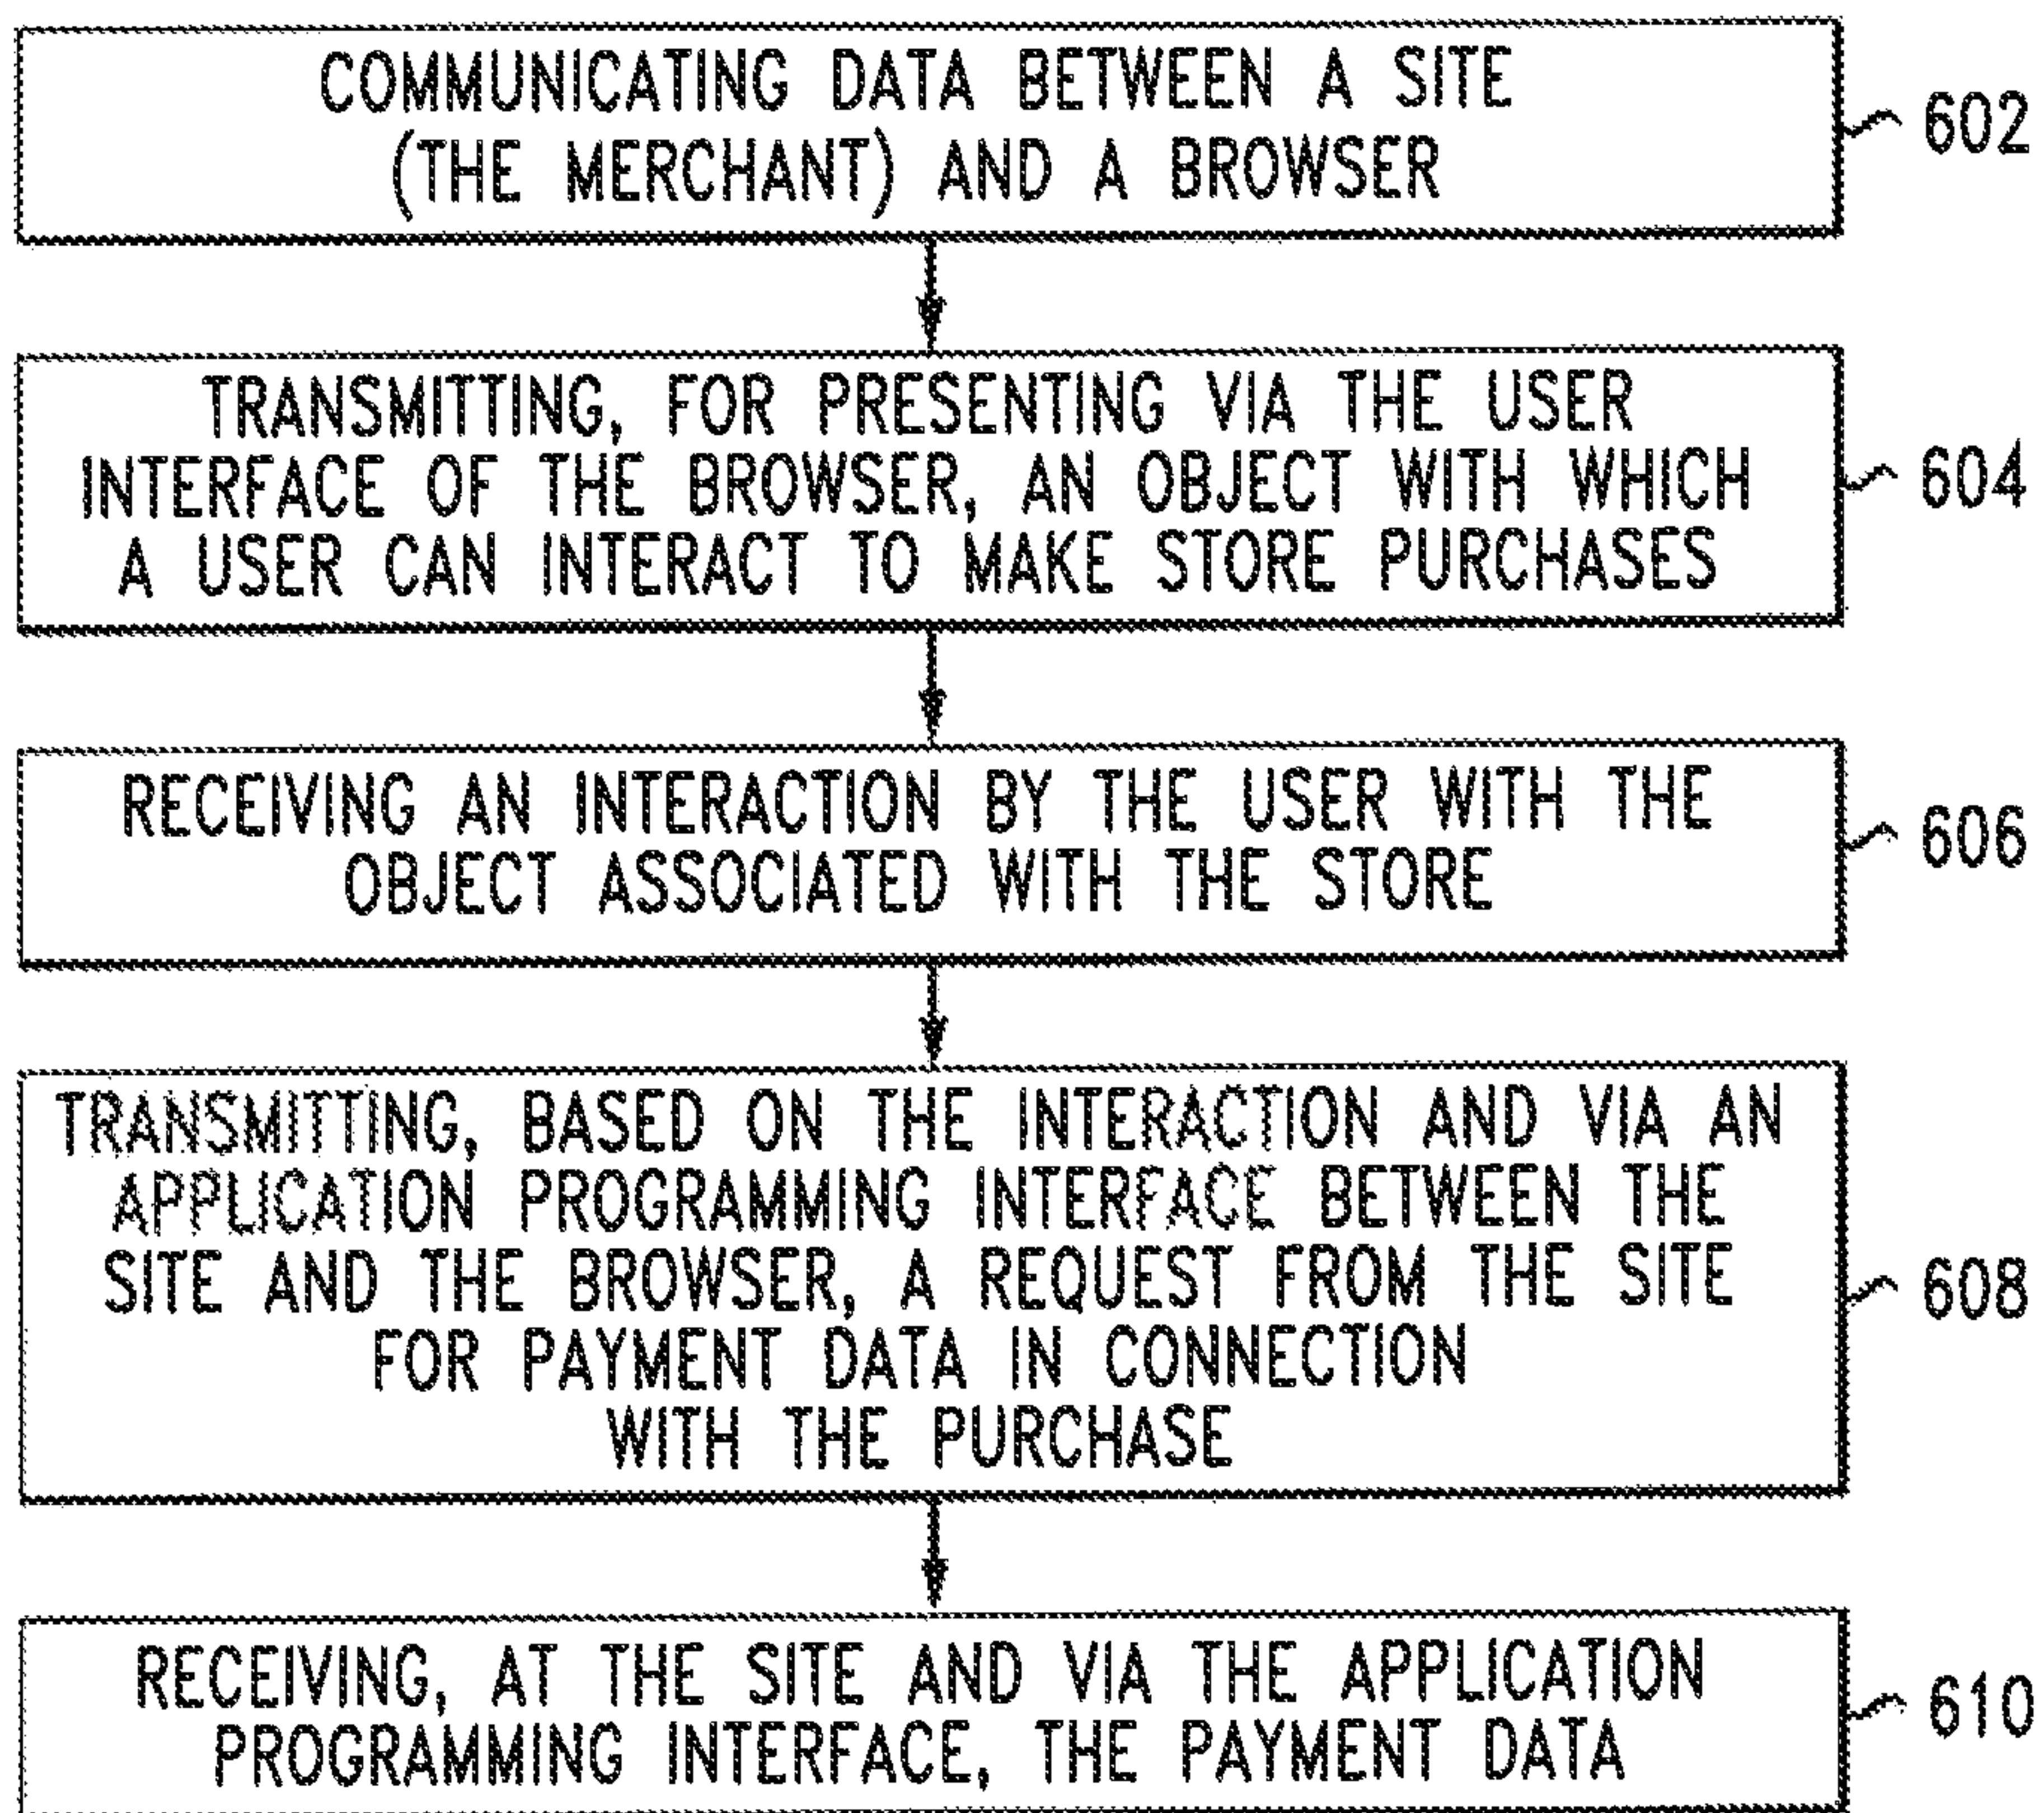 COMMUNICATING DATA BETWEEN A SITE
(THE MERCHANT) AND A BROWSER
602
TRANSMITTING, FOR PRESENTING VIA THE USER
INTERFACE OF THE BROWSER, AN OBJECT WITH WHICH
A USER CAN INTERACT TO MAKE STORE PURCHASES
604
RECEIVING AN INTERACTION BY THE USER WITH THE
OBJECT ASSOCIATED WITH THE STORE
606
TRANSMITTING, BASED ON THE INTERACTION AND VIA AN
APPLICATION PROGRAMMING INTERFACE BETWEEN THE
SITE AND THE BROWSER, A REQUEST FROM THE SITE
FOR PAYMENT DATA IN CONNECTION
WITH THE PURCHASE
608
RECEIVING, AT THE SITE AND VIA THE APPLICATION
PROGRAMMING INTERFACE, THE PAYMENT DATA
610